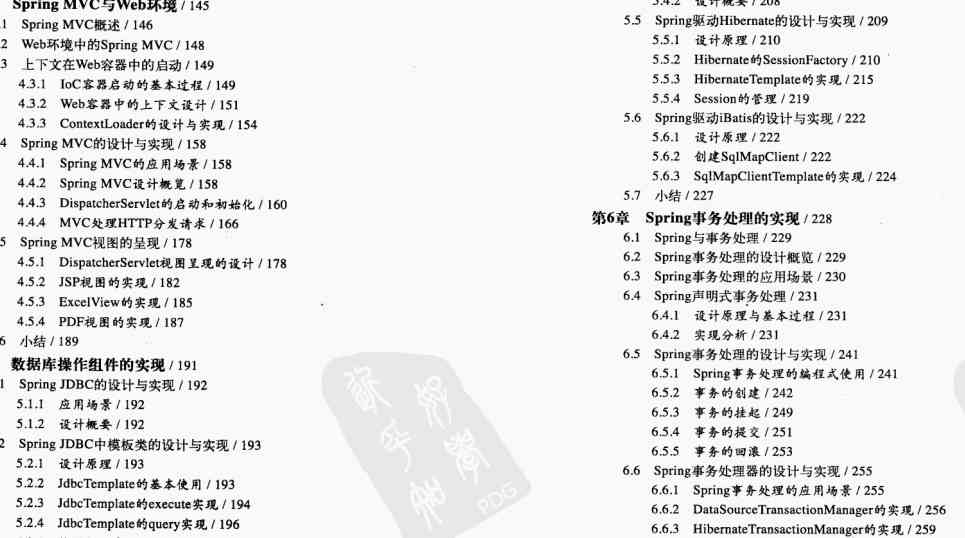 Spring MVC与Web环境 / 145
.1 Spring MVC概述 / 146
.2 Web环境中的Spring MVC / 148
3 上下文在Web容器中的启动 / 149
4.3.1 IoC容器启动的基本过程 / 149
4.3.2 Web容器中的上下文设计 / 151
4.3.3 ContextLoader的设计与实现 / 154
4 Spring MVC的设计与实现 / 158
4.4.1 Spring MVC的应用场景 / 158
4.4.2 Spring MVC设计概览 / 158
4.4.3 DispatcherServlet的启动和初始化 / 160
4.4.4 MVC处理HTTP分发请求 / 166
5 Spring MVC视图的呈现 / 178
4.5.1 DispatcherServlet视图呈现的设计 / 178
4.5.2 JSP视图的实现 / 182
4.5.3 ExcelView的实现 / 185
4.5.4 PDF视图的实现 / 187
6 小结 / 189
数据库操作组件的实现 / 191
1 Spring JDBC的设计与实现 / 192
5.1.1 应用场景 / 192
5.1.2 设计概要 / 192
2 Spring JDBC中模板类的设计与实现 / 193
5.2.1 设计原理 / 193
5.2.2 JdbcTemplate的基本使用 / 193
5.2.3 JdbcTemplate的execute实现 / 194
5.2.4 JdbcTemplate的query实现 / 196
5.4.2 设计概要 / 208
5.5 Spring驱动Hibernate的设计与实现 / 209
5.5.1 设计原理 / 210
5.5.2 Hibernate的SessionFactory / 210
5.5.3 HibernateTemplate的实现 / 215
5.5.4 Session的管理 / 219
5.6 Spring驱动iBatis的设计与实现 / 222
5.6.1 设计原理 / 222
5.6.2 创建SqlMapClient / 222
5.6.3 SqlMapClientTemplate的实现 / 224
5.7 小结 / 227
第6章 Spring事务处理的实现 / 228
6.1 Spring与事务处理 / 229
6.2 Spring事务处理的设计概览 / 229
6.3 Spring事务处理的应用场景 / 230
6.4 Spring声明式事务处理 / 231
6.4.1 设计原理与基本过程 / 231
6.4.2 实现分析 / 231
6.5 Spring事务处理的设计与实现 / 241
6.5.1 Spring事务处理的编程式使用 / 241
6.5.2 事务的创建 / 242
6.5.3 事务的挂起 / 249
6.5.4 事务的提交 / 251
6.5.5 事务的回滚 / 253
6.6 Spring事务处理器的设计与实现 / 255
6.6.1 Spring事务处理的应用场景 / 255
6.6.2 DataSourceTransactionManager的实现 / 256
6.6.3 HibernateTransactionManager的实现 / 259
PDG